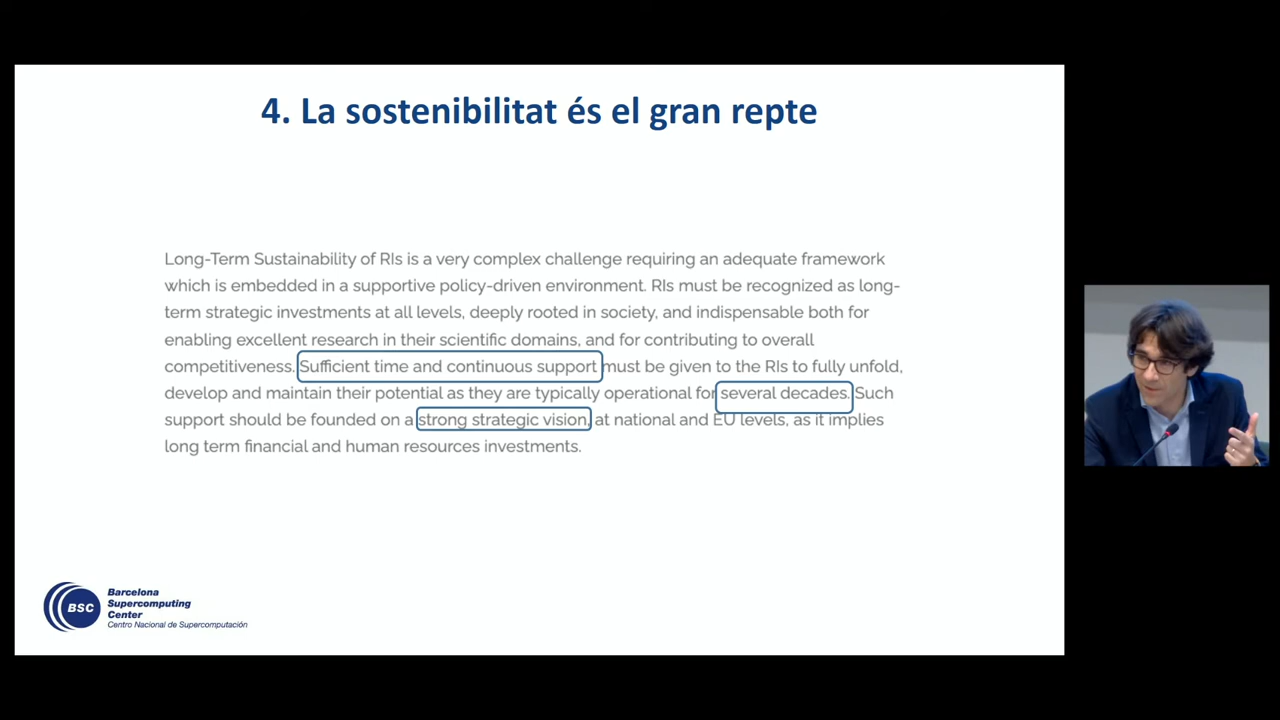 4. La sostenibilitat és el gran repte
Long-Term Sustainability of RIs is a very complex challenge requiring an adequate framework
which is embedded in a supportive policy-driven environment. RIs must be recognized as long-
term strategic investments at all levels, deeply rooted in society, and indispensable both for
enabling excellent research in their scientific domains, and for contributing to overall
competitiveness. Sufficient time and continuous support must be given to the RIs to fully unfold,
develop and maintain their potential as they are typically operational for several decades. Such
support should be founded on a strong strategic vision, at national and EU levels, as it implies
long term financial and human resources investments.
BSC
Barcelona
Supercomputing
Center
Centro Nacional de Supercomputación